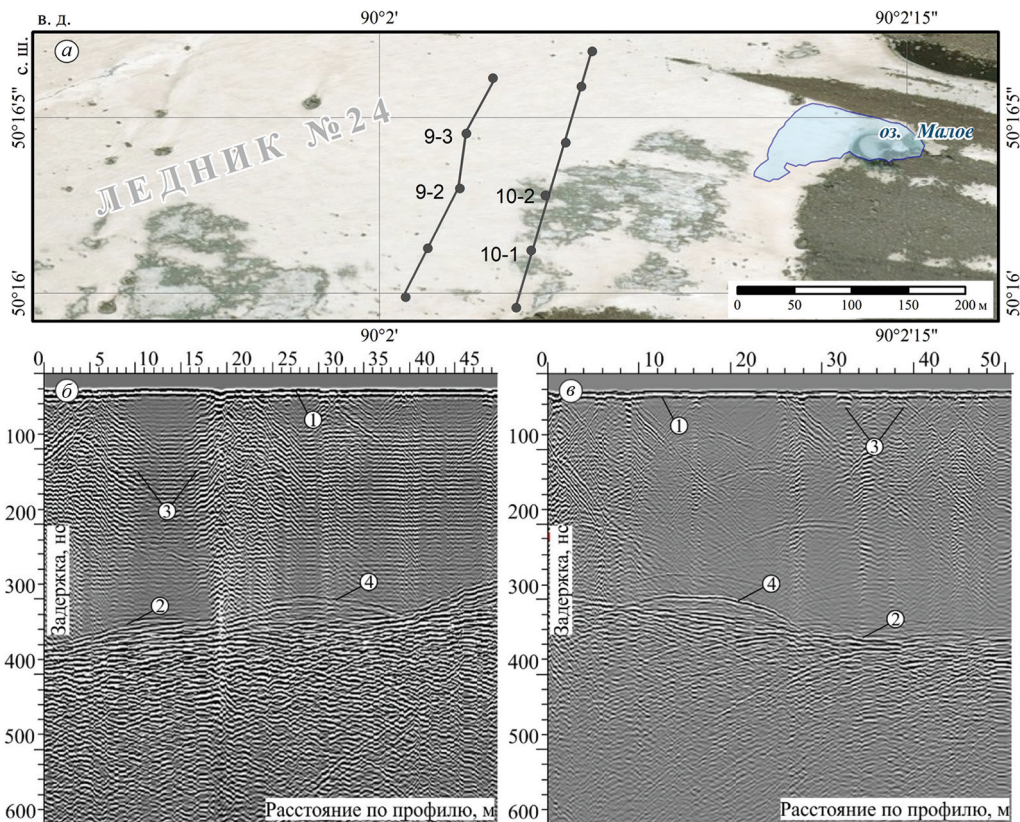 в. д.
90°2'
90°2'15"
с. ш.
а
50°16'5"
50°16'5"
ЛЕДНИК №24
9-3
9-2
10-2
10-1
оз. Малое
0 50 100 150 200 м
50°16'
50°16'
90°2'
90°2'15"
0 5 10 15 20 25 30 35 40 45
б
1
100
200
300
400
500
600
Задержка, нс
3
2
4
Расстояние по профилю, м
0 10 20 30 40 50
в
1
3
100
200
300
400
500
600
Задержка, нс
4
2
Расстояние по профилю, м